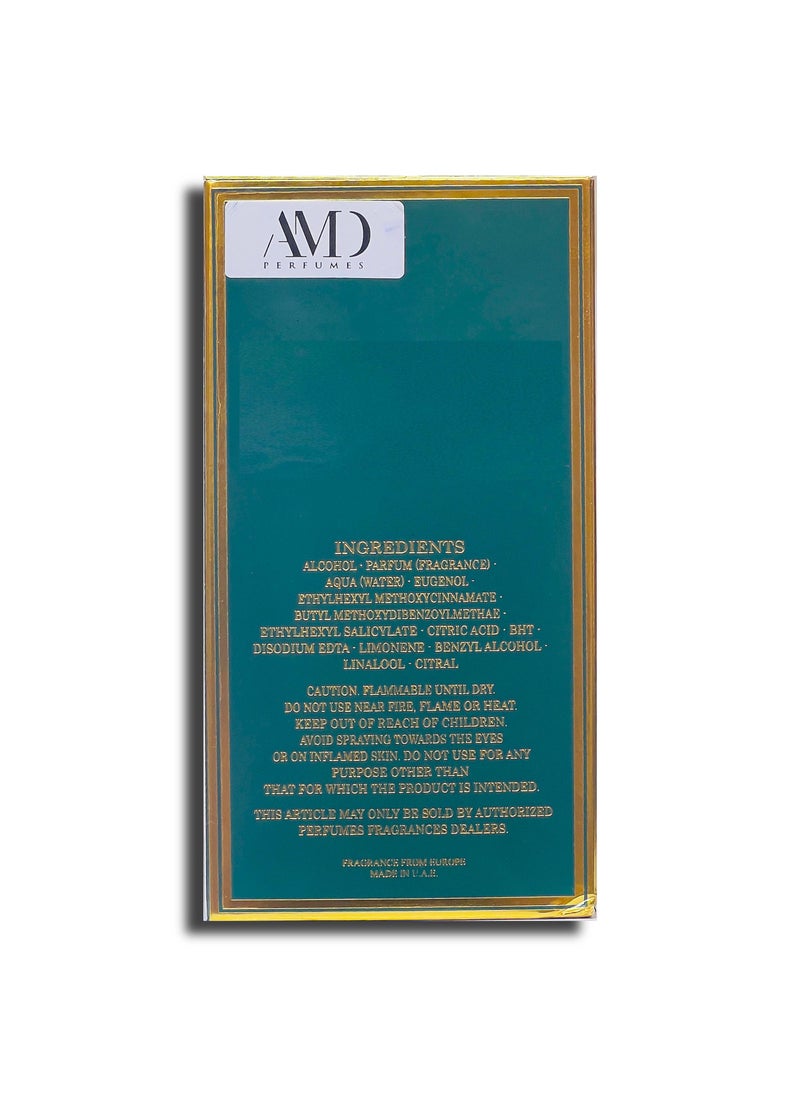 AMD
PERFUMES
INGREDIENTS
ALCOHOL · PARFUM (FRAGRANCE) ·
AQUA (WATER) · EUGENOL ·
ETHYLHEXYL METHOXYCINNAMATE ·
BUTYL METHOXYDIBENZOYLMETHAE ·
ETHYLHEXYL SALICYLATE · CITRIC ACID · BHT ·
DISODIUM EDTA · LIMONENE · BENZYL ALCOHOL ·
LINALOOL · CITRAL
CAUTION. FLAMMABLE UNTIL DRY.
DO NOT USE NEAR FIRE, FLAME OR HEAT.
KEEP OUT OF REACH OF CHILDREN.
AVOID SPRAYING TOWARDS THE EYES
OR ON INFLAMED SKIN. DO NOT USE FOR ANY
PURPOSE OTHER THAN
THAT FOR WHICH THE PRODUCT IS INTENDED.
THIS ARTICLE MAY ONLY BE SOLD BY AUTHORIZED
PERFUMES FRAGRANCES DEALERS.
FRAGRANCE FROM EUROPE
MADE IN U.A.E.